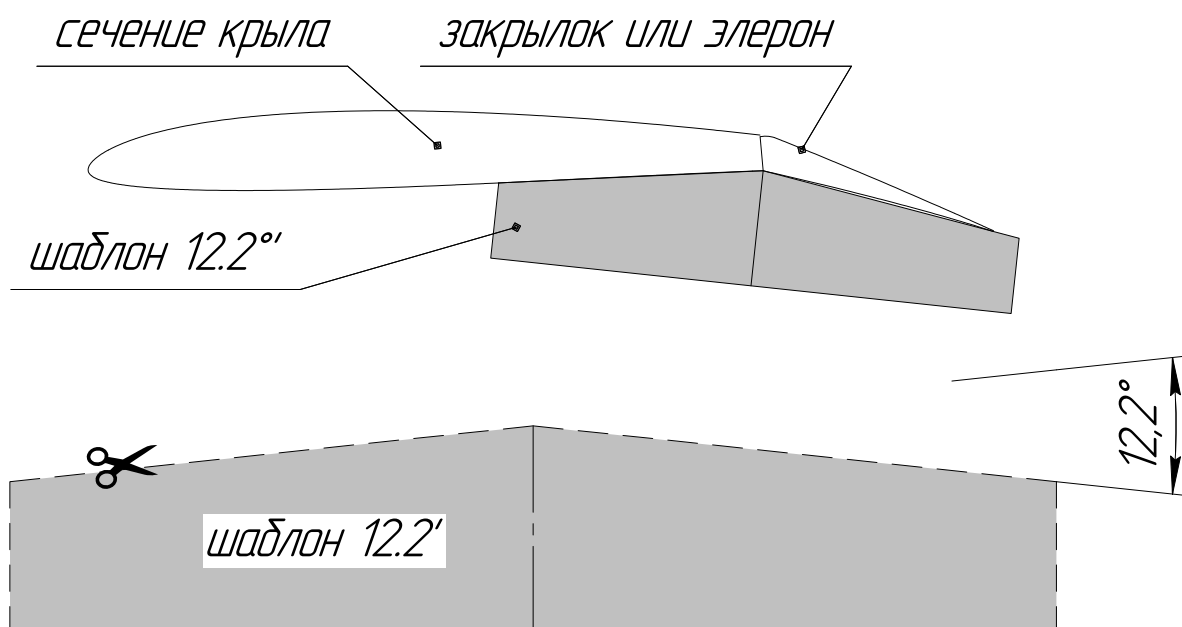 сечение крыла
закрылок или элерон
шаблон 12.2°'
12,2°
шаблон 12.2'